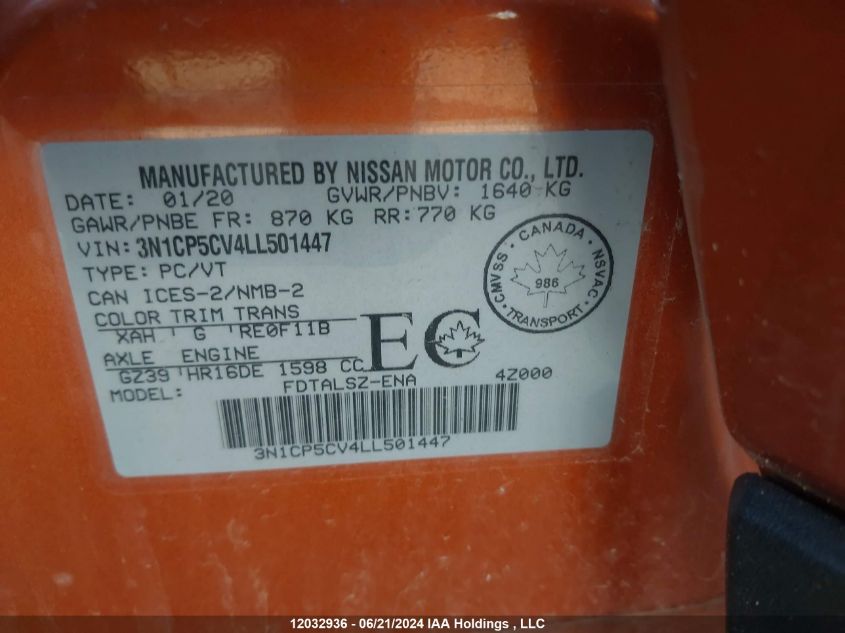 MANUFACTURED BY NISSAN MOTOR CO., LTD.
DATE: 01/20 GVWR/PNBV: 1640 KG
GAWR/PNBE FR: 870 KG RR: 770 KG
VIN: 3N1CP5CV4LL501447
TYPE: PC/VT
CAN ICES-2/NMB-2
COLOR TRIM TRANS
XAH G RE0F11B
AXLE ENGINE
GZ39 HR16DE 1598 CC
MODEL: FDTALSZ-ENA 4Z000
EC
CANADA
CMVSS 986 NSVAC
TRANSPORT
3N1CP5CV4LL501447
12032936 - 06/21/2024 IAA Holdings , LLC